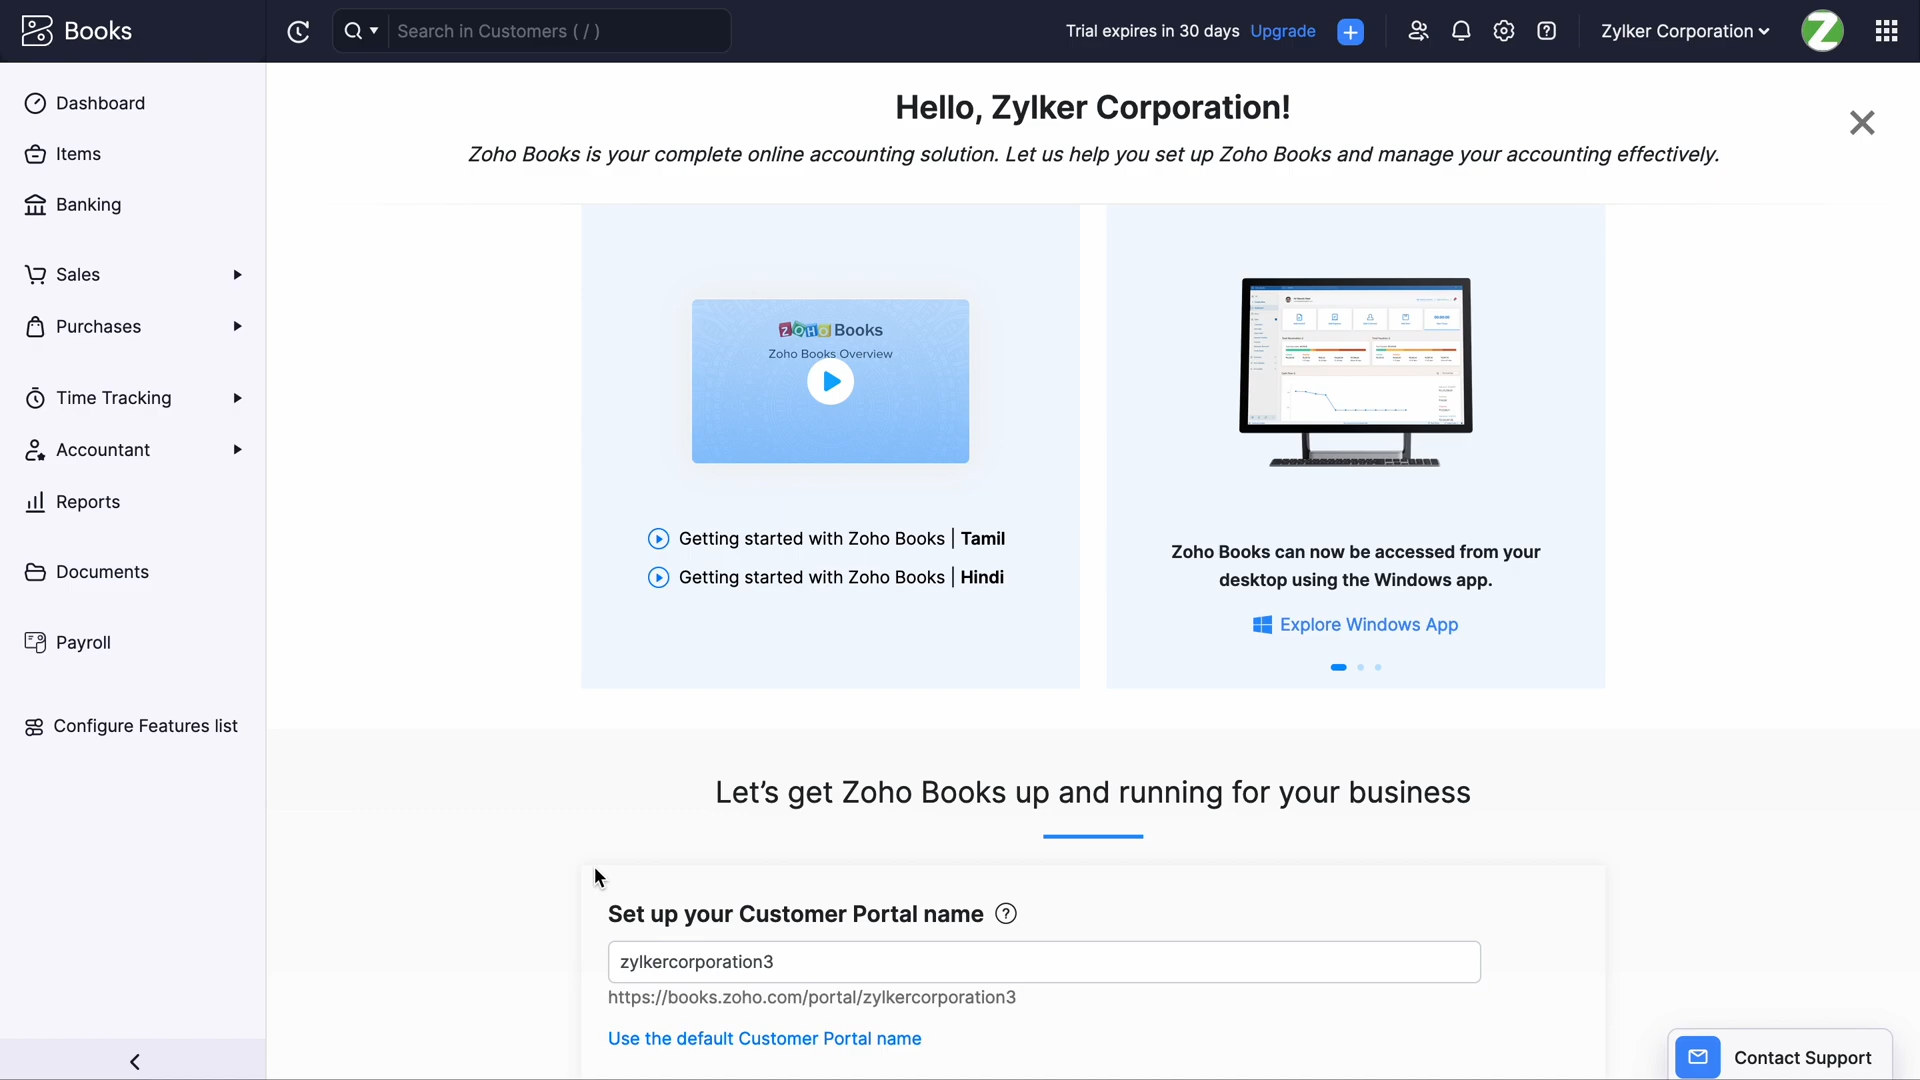 Books
Search in Customers ( / )
Trial expires in 30 days Upgrade
Zylker Corporation
Dashboard
Items
Banking
Sales
Purchases
Time Tracking
Accountant
Reports
Documents
Payroll
Configure Features list
Hello, Zylker Corporation!
Zoho Books is your complete online accounting solution. Let us help you set up Zoho Books and manage your accounting effectively.
ZOHO Books
Zoho Books Overview
Getting started with Zoho Books | Tamil
Getting started with Zoho Books | Hindi
Zoho Books can now be accessed from your
desktop using the Windows app.
Explore Windows App
Let's get Zoho Books up and running for your business
Set up your Customer Portal name
zylkercorporation3
https://books.zoho.com/portal/zylkercorporation3
Use the default Customer Portal name
Contact Support